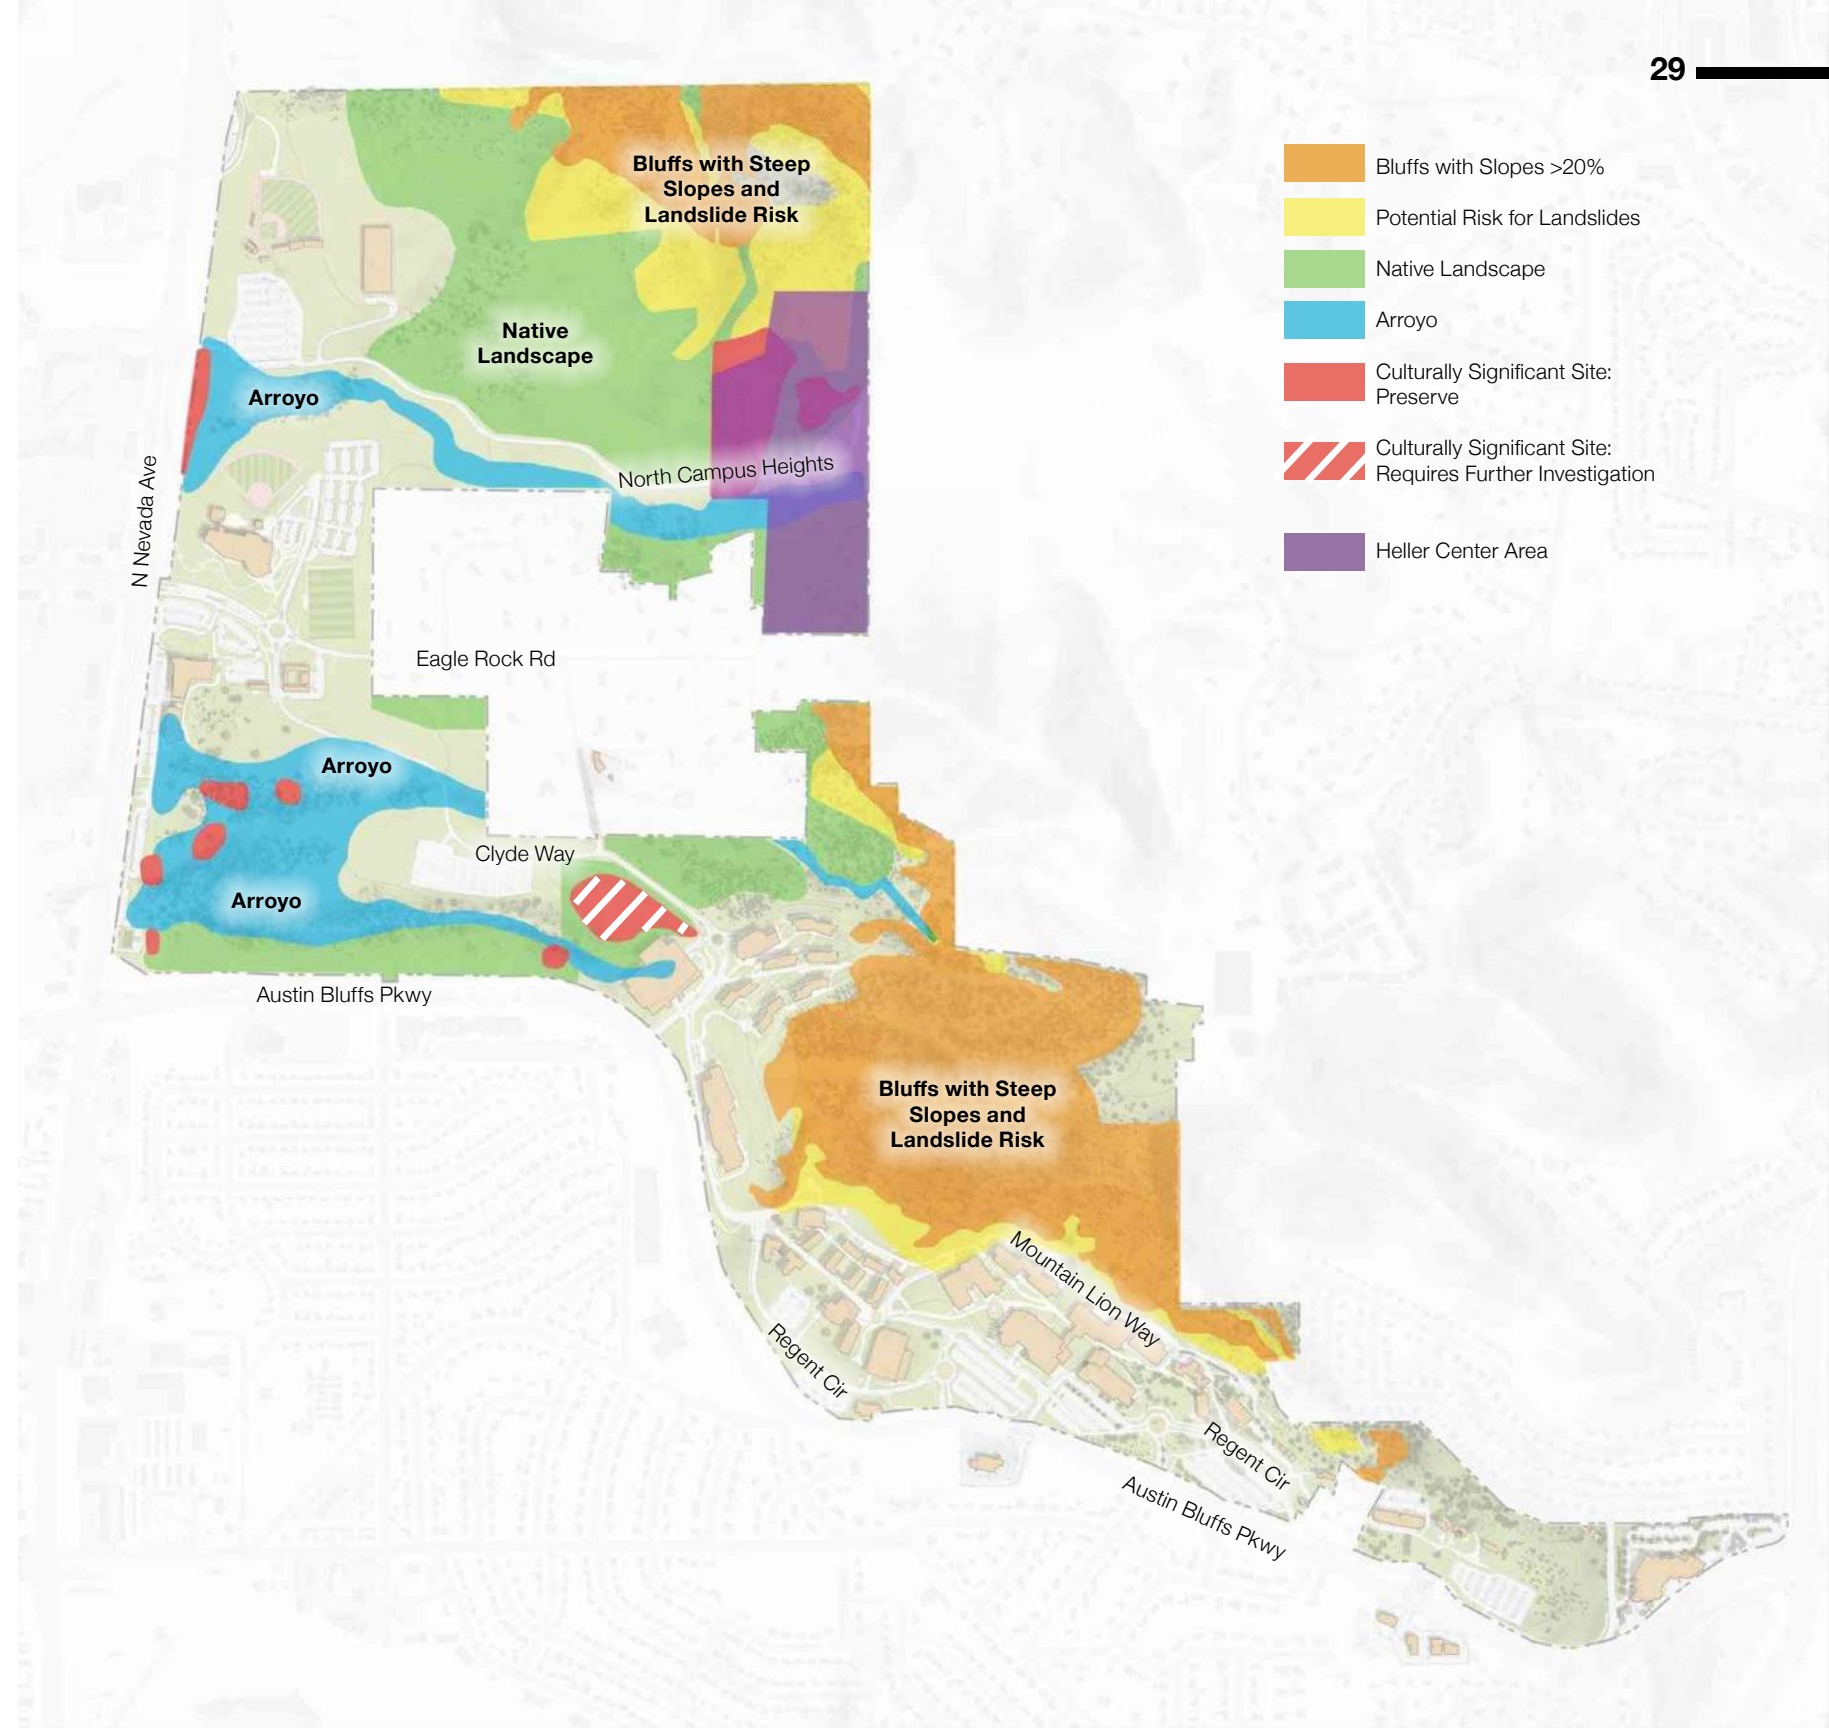 29
Bluffs with Steep
Slopes and
Landslide Risk
Bluffs with Slopes >20%
Potential Risk for Landslides
Native Landscape
Arroyo
Culturally Significant Site:
Preserve
Culturally Significant Site:
Requires Further Investigation
Heller Center Area
Native
Landscape
Arroyo
North Campus Heights
N Nevada Ave
Eagle Rock Rd
Arroyo
Clyde Way
Arroyo
Austin Bluffs Pkwy
Bluffs with Steep
Slopes and
Landslide Risk
Mountain Lion Way
Regent Cir
Regent Cir
Austin Bluffs Pkwy